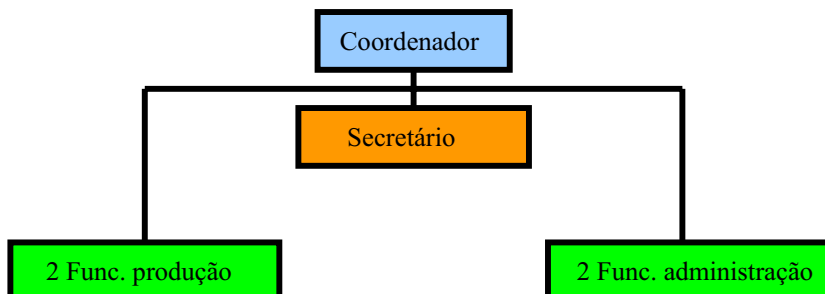 Coordenador
Secretário
2 Func. produção
2 Func. administração